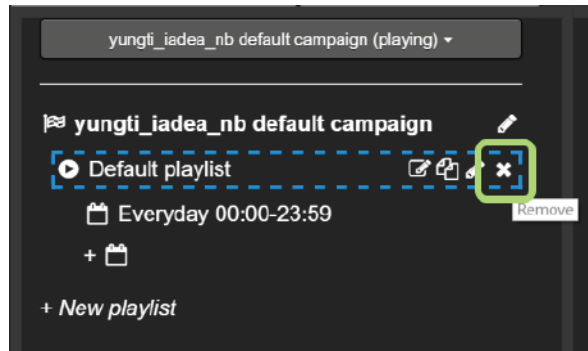 yungti_iadea_nb default campaign (playing)
yungti_iadea_nb default campaign
Default playlist
Remove
Everyday 00:00-23:59
+
+ New playlist